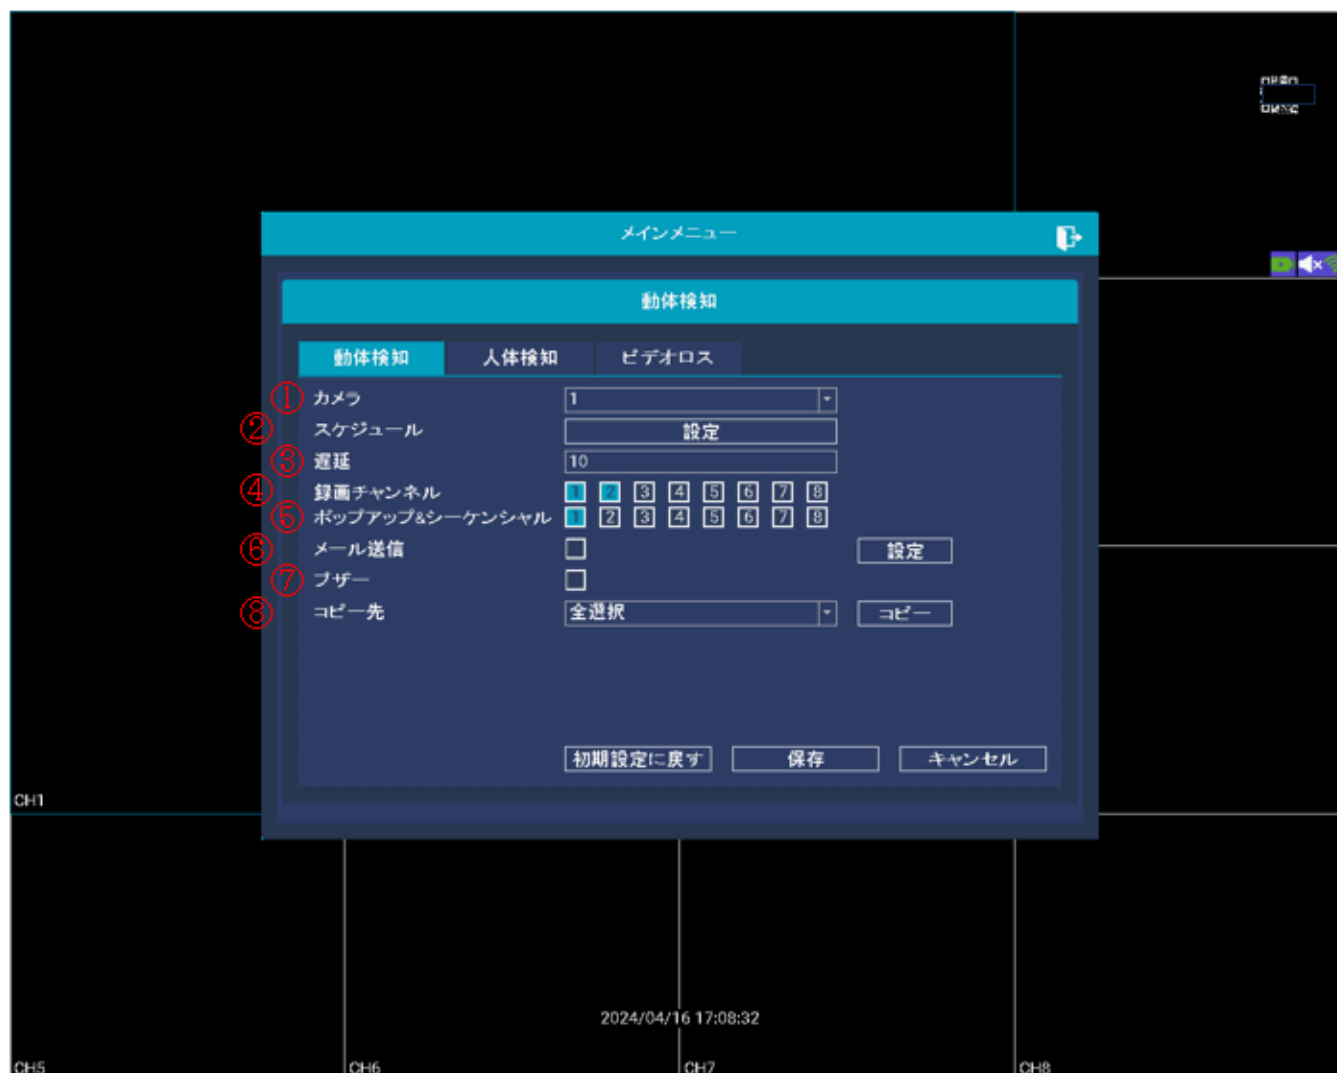 メインメニュー
動体検知
動体検知 人体検知 ビデオロス
① カメラ 1
② スケジュール 設定
③ 遅延 10
④ 録画チャンネル 1 2 3 4 5 6 7 8
⑤ ポップアップ&シーケンシャル 1 2 3 4 5 6 7 8
⑥ メール送信 設定
⑦ ブザー
⑧ コピー先 全選択 コピー
初期設定に戻す 保存 キャンセル
CH1
2024/04/16 17:08:32
CH5 CH6 CH7 CH8